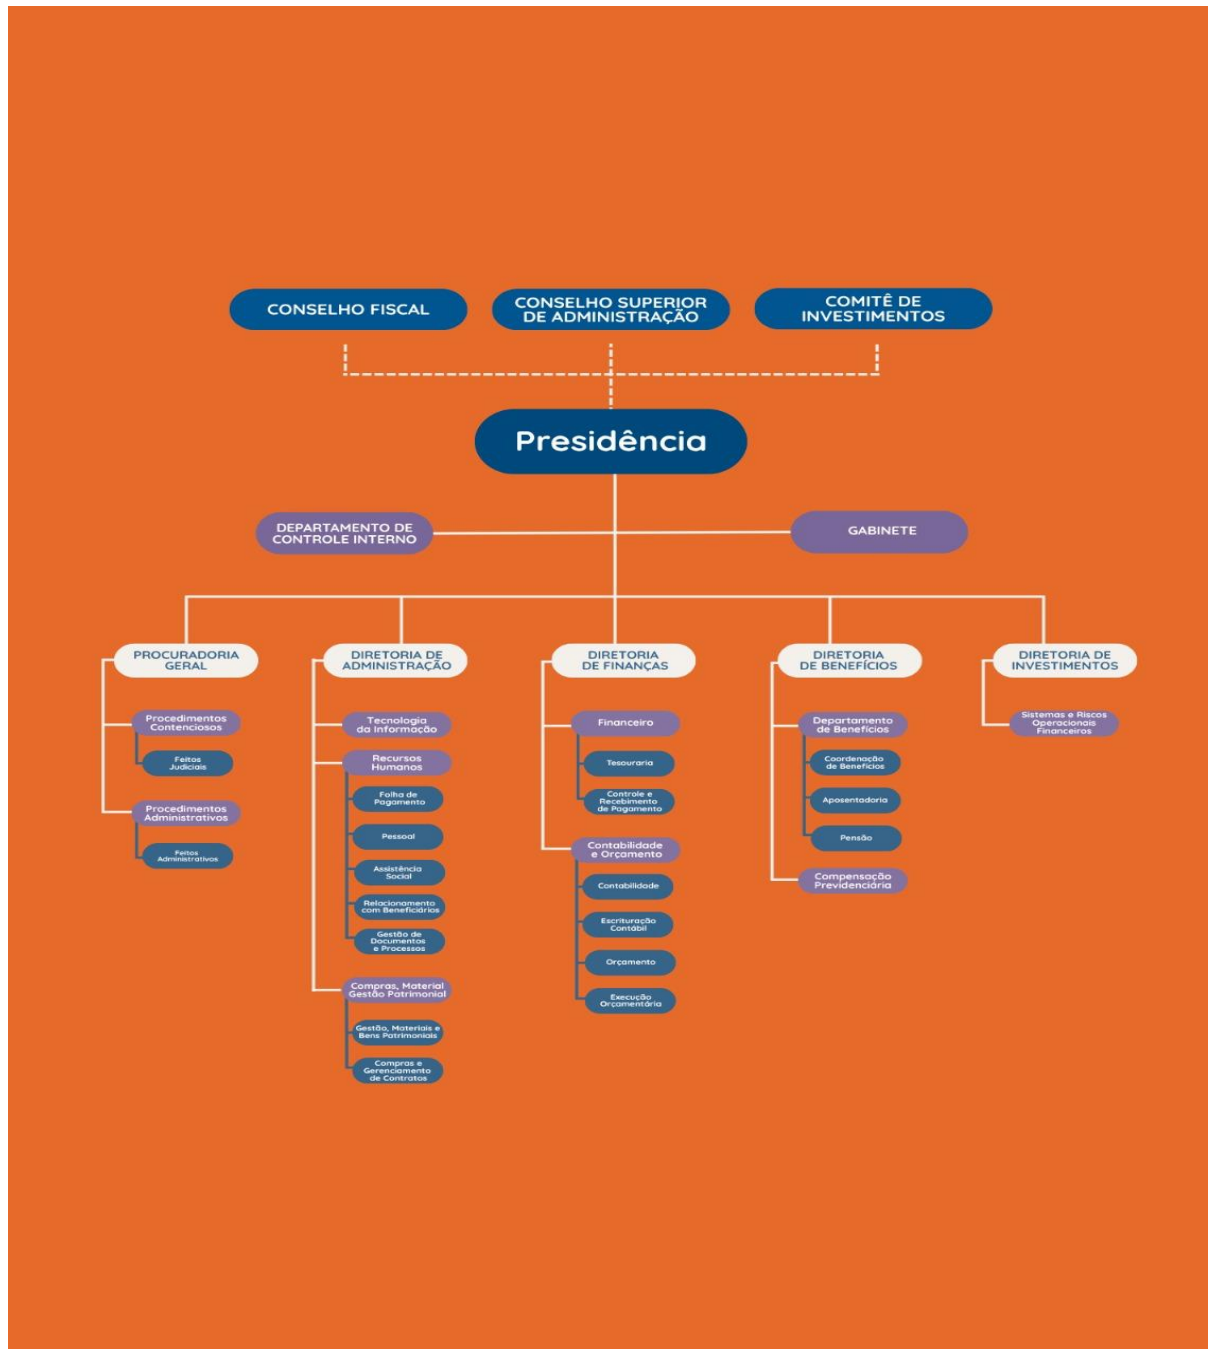 CONSELHO FISCAL
CONSELHO SUPERIOR
DE ADMINISTRAÇÃO
COMITÊ DE
INVESTIMENTOS
Presidência
DEPARTAMENTO DE
CONTROLE INTERNO
GABINETE
PROCURADORIA
GERAL
Procedimentos
Contenciosos
Feitos
Judiciais
Procedimentos
Administrativos
Feitos
Administrativos
DIRETORIA DE
ADMINISTRAÇÃO
Tecnologia
da Informação
Recursos
Humanos
Folha de
Pagamento
Pessoal
Assistência
Social
Relacionamento
com Beneficiários
Gestão de
Documentos
e Processos
Compras, Material
Gestão Patrimonial
Gestão, Materiais e
Bens Patrimoniais
Compras e
Gerenciamento
de Contratos
DIRETORIA
DE FINANÇAS
Financeiro
Tesouraria
Controle e
Recebimento
de Pagamento
Contabilidade
e Orçamento
Contabilidade
Escrituração
Contábil
Orçamento
Execução
Orçamentária
DIRETORIA
DE BENEFÍCIOS
Departamento
de Benefícios
Coordenação
de Benefícios
Aposentadoria
Pensão
Compensação
Previdenciária
DIRETORIA DE
INVESTIMENTOS
Sistemas e Riscos
Operacionais
Financeiros